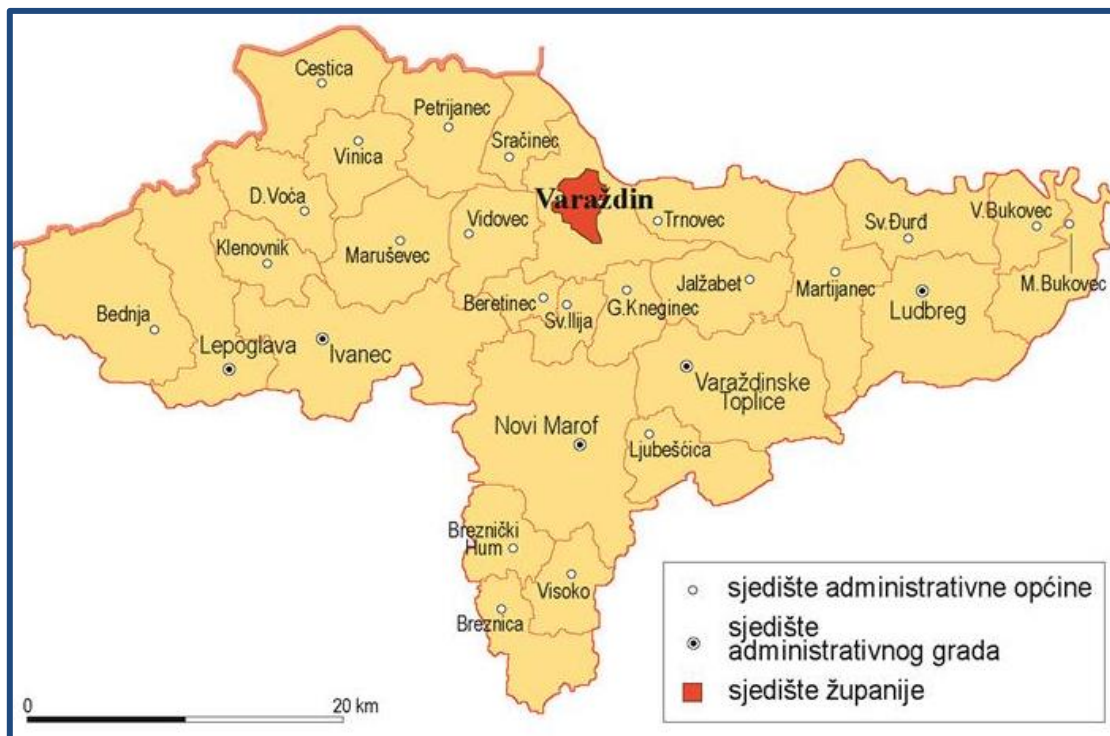 Cestica
Petrijanec
Sračinec
Vinica
Varaždin
D.Voća
Trnovec
V.Bukovec
Vidovec
Sv.Đurđ
Klenovnik
Maruševec
Jalžabet
Martijanec
M.Bukovec
Beretinec
Sv.Ilija
G.Kneginec
Ludbreg
Bednja
Lepoglava
Ivanec
Varaždinske
Toplice
Novi Marof
Ljubešćica
Breznički
Hum
Visoko
Breznica
sjedište administrativne općine
sjedište
administrativnog grada
sjedište županije
0 20 km